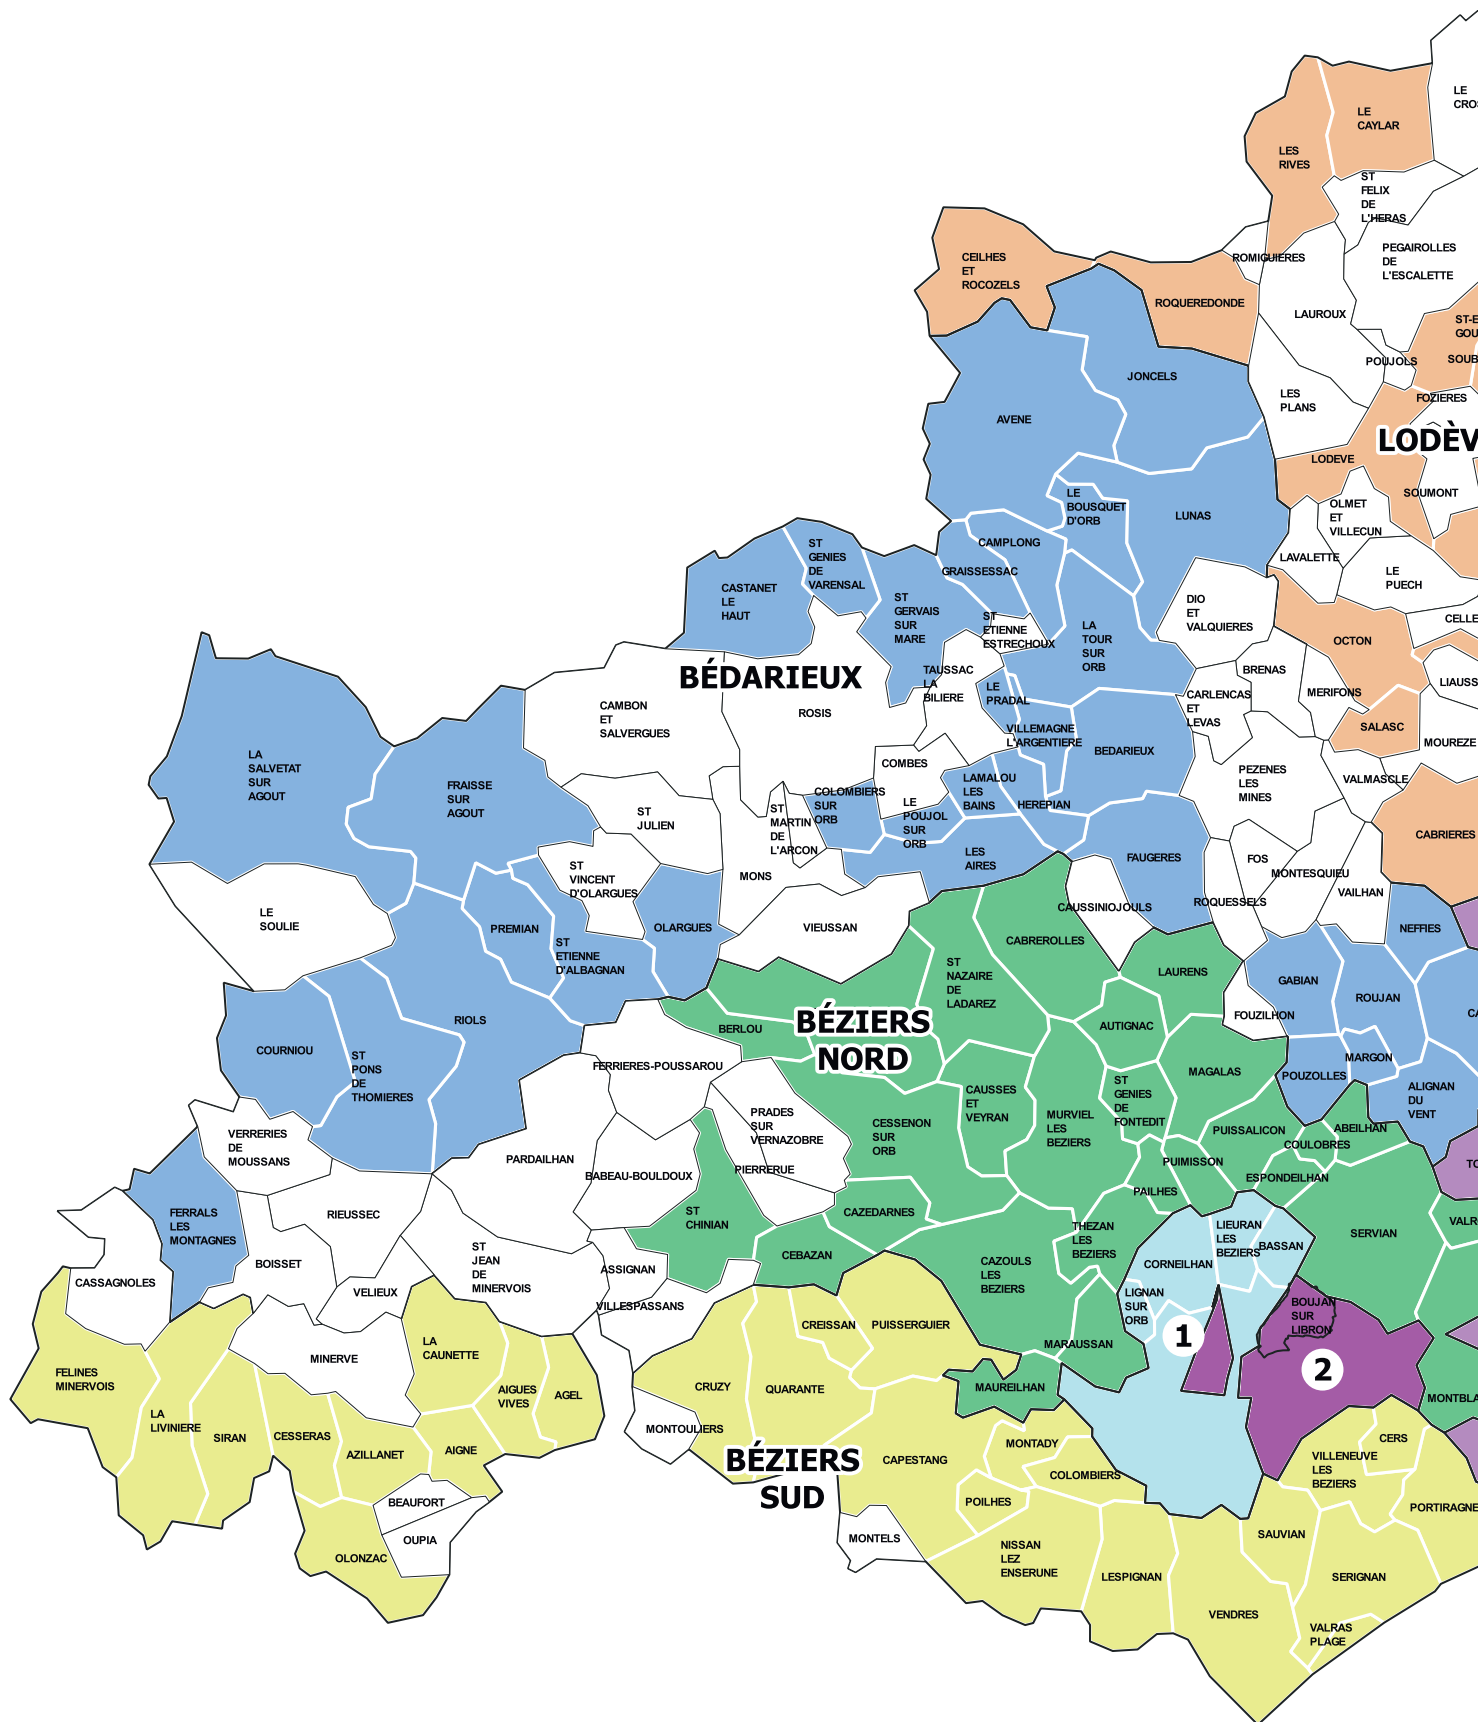 LE
CRO
LE
CAYLAR
LES
RIVES
ST
FELIX
DE
L'HERAS
PEGAIROLLES
DE
L'ESCALETTE
ROMIGUIERES
CEILHES
ET
ROCOZELS
ROQUEREDONDE
LAUROUX
ST-E
GOU
SOUB
POUJOLS
JONCELS
LES
PLANS
FOZIERES
AVENE
LODÈV
LODEVE
SOUMONT
LE
BOUSQUET
D'ORB
LUNAS
OLMET
ET
VILLECUN
CAMPLONG
LAVALETTE
GRAISSESSAC
LE
PUECH
ST
GENIES
DE
VARENSAL
CASTANET
LE
HAUT
ST
GERVAIS
SUR
MARE
ST
ETIENNE
ESTRECHOUX
DIO
ET
VALQUIERES
CELLE
LA
TOUR
SUR
ORB
OCTON
BÉDARIEUX
TAUSSAC
LA
BILIERE
LE
PRADAL
BRENAS
CARLENCAS
ET
LEVAS
MERIFONS
LIAUSS
ROSIS
CAMBON
ET
SALVERGUES
VILLEMAGNE
L'ARGENTIERE
BEDARIEUX
SALASC
MOUREZE
COMBES
LA
SALVETAT
SUR
AGOUT
FRAISSE
SUR
AGOUT
LAMALOU
LES
BAINS
PEZENES
LES
MINES
VALMASCLE
COLOMBIERS
SUR
ORB
HEREPIAN
LE
POUJOL
SUR
ORB
ST
JULIEN
ST
MARTIN
DE
L'ARCON
CABRIERES
LES
AIRES
FAUGERES
FOS
MONTESQUIEU
ST
VINCENT
D'OLARGUES
MONS
VAILHAN
ROQUESSELS
CAUSSINIOJOULS
LE
SOULIE
PREMIAN
OLARGUES
VIEUSSAN
NEFFIES
CABREROLLES
ST
ETIENNE
D'ALBAGNAN
ST
NAZAIRE
DE
LADAREZ
LAURENS
GABIAN
ROUJAN
CA
FOUZILHON
RIOLS
BERLOU
BÉZIERS
NORD
AUTIGNAC
COURNIOU
ST
PONS
DE
THOMIERES
FERRIERES-POUSSAROU
MAGALAS
MARGON
POUZOLLES
CAUSSES
ET
VEYRAN
ST
GENIES
DE
FONTEDIT
ALIGNAN
DU
VENT
PRADES
SUR
VERNAZOBRE
CESSENON
SUR
ORB
MURVIEL
LES
BEZIERS
PUISSALICON
ABEILHAN
COULOBRES
VERRERIES
DE
MOUSSANS
PARDAILHAN
PIERRERUE
BABEAU-BOULDOUX
PUIMISSON
ESPONDEILHAN
TO
PAILHES
FERRALS
LES
MONTAGNES
RIEUSSEC
ST
CHINIAN
CAZEDARNES
THEZAN
LES
BEZIERS
LIEURAN
LES
BEZIERS
BASSAN
SERVIAN
VALR
ST
JEAN
DE
MINERVOIS
CEBAZAN
CAZOULS
LES
BEZIERS
CORNEILHAN
BOISSET
ASSIGNAN
CASSAGNOLES
VELIEUX
VILLESPASSANS
LIGNAN
SUR
ORB
BOUJAN
SUR
LIBRON
CREISSAN
PUISSERGUIER
1
MARAUSSAN
LA
CAUNETTE
MINERVE
2
FELINES
MINERVOIS
AIGUES
VIVES
AGEL
CRUZY
QUARANTE
MAUREILHAN
MONTBLA
LA
LIVINIERE
SIRAN
CESSERAS
AZILLANET
AIGNE
MONTOULIERS
MONTADY
CERS
BÉZIERS
SUD
CAPESTANG
COLOMBIERS
VILLENEUVE
LES
BEZIERS
BEAUFORT
POILHES
PORTIRAGNE
OUPIA
MONTELS
SAUVIAN
OLONZAC
NISSAN
LEZ
ENSERUNE
LESPIGNAN
SERIGNAN
VENDRES
VALRAS
PLAGE